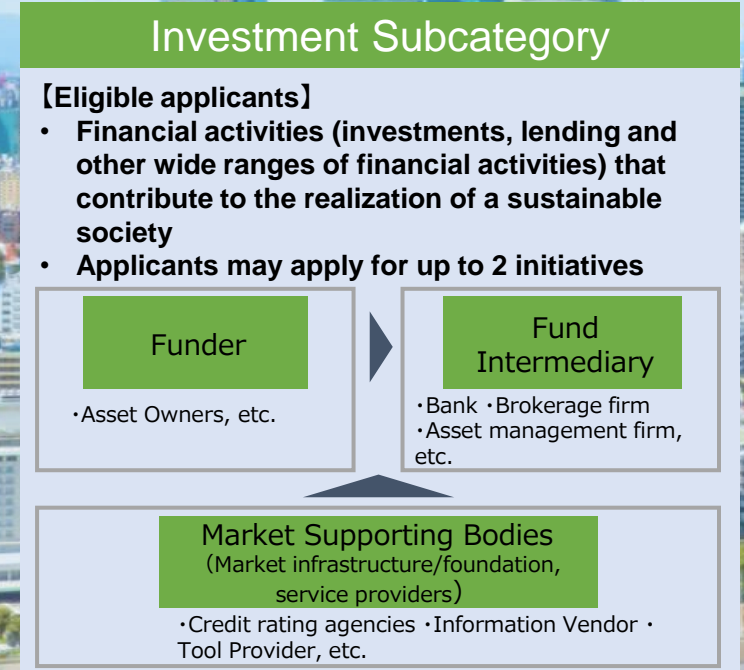 Investment Subcategory
【Eligible applicants】
• Financial activities (investments, lending and
other wide ranges of financial activities) that
contribute to the realization of a sustainable
society
• Applicants may apply for up to 2 initiatives
Funder
・Asset Owners, etc.
Fund
Intermediary
・Bank ・Brokerage firm
・Asset management firm,
etc.
Market Supporting Bodies
（Market infrastructure/foundation,
service providers）
・Credit rating agencies ・Information Vendor ・
Tool Provider, etc.